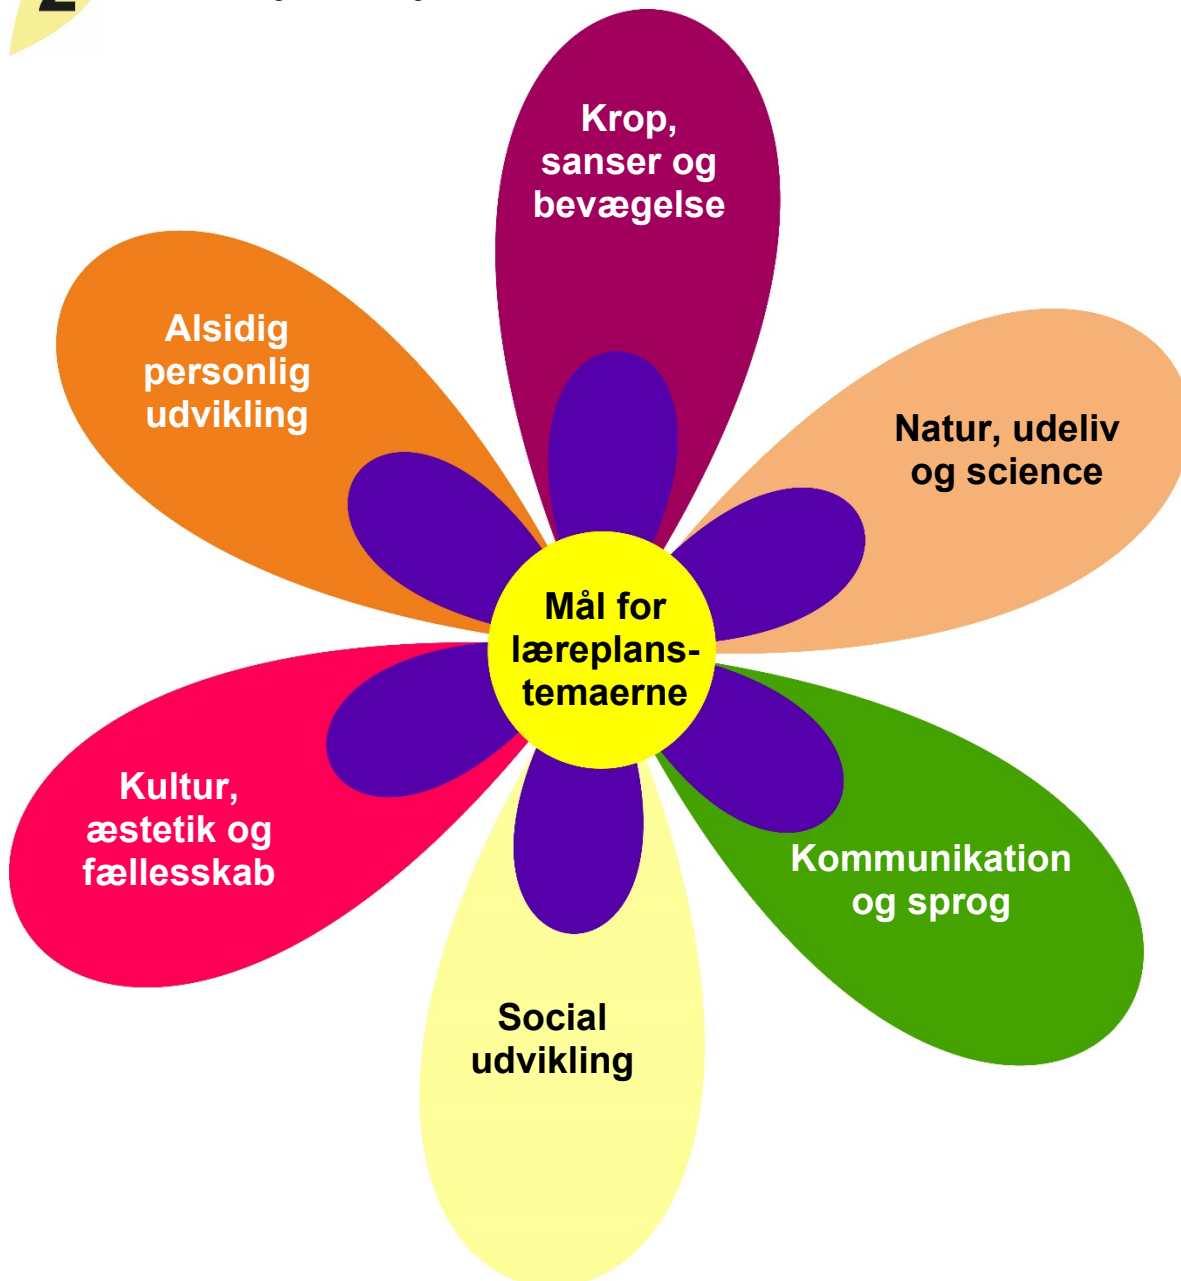 2
Krop,
sanser og
bevægelse
Alsidig
personlig
udvikling
Natur, udeliv
og science
Mål for
læreplans-
temaerne
Kultur,
æstetik og
fællesskab
Kommunikation
og sprog
Social
udvikling